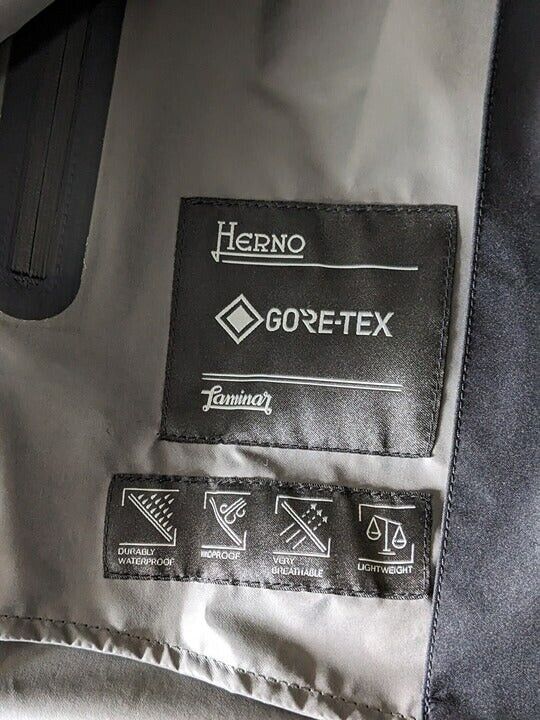 HERNO
GORE-TEX
Laminar
DURABLY
WATERPROOF
WINDPROOF
VERY
BREATHABLE
LIGHTWEIGHT